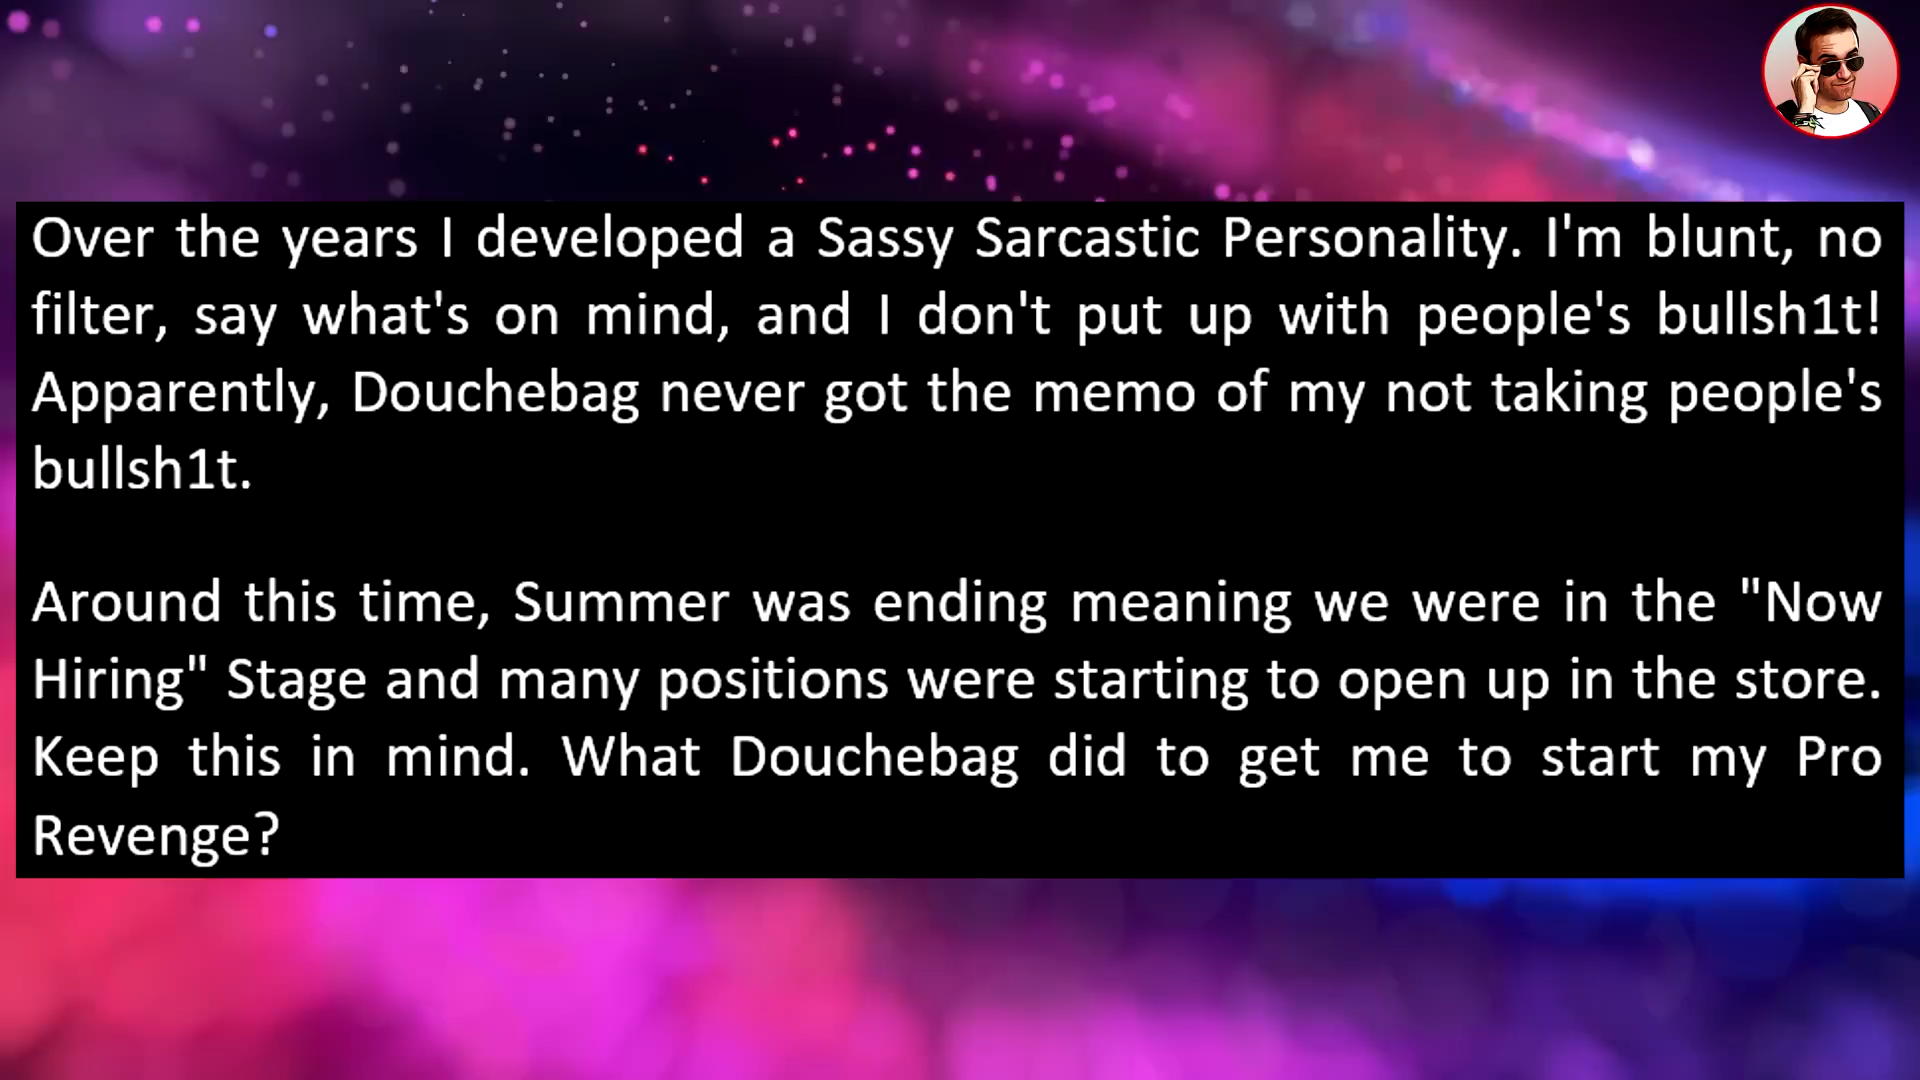 Over the years I developed a Sassy Sarcastic Personality. I'm blunt, no
filter, say what's on mind, and I don't put up with people's bullsh1t!
Apparently, Douchebag never got the memo of my not taking people's
bullsh1t.
Around this time, Summer was ending meaning we were in the "Now
Hiring" Stage and many positions were starting to open up in the store.
Keep this in mind. What Douchebag did to get me to start my Pro
Revenge?